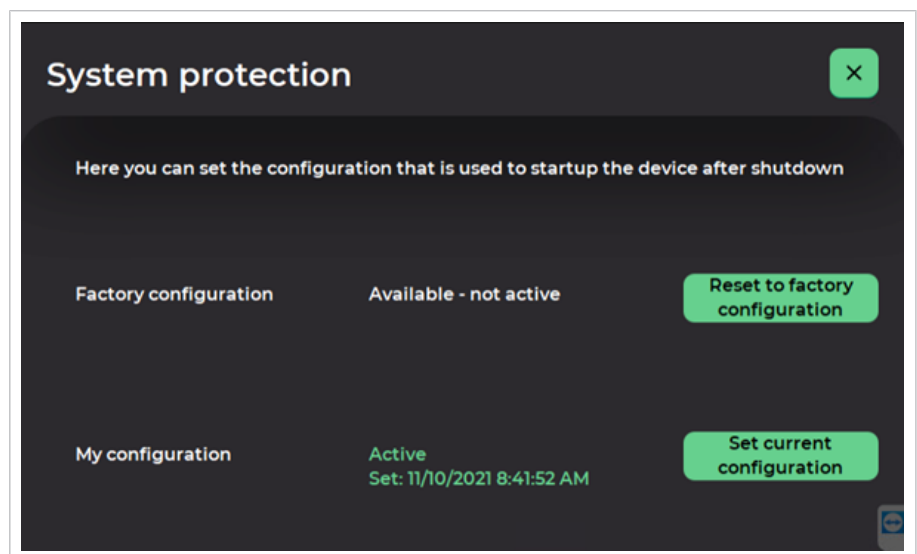 System protection
Here you can set the configuration that is used to startup the device after shutdown
Factory configuration
Available - not active
Reset to factory
configuration
My configuration
Active
Set: 11/10/2021 8:41:52 AM
Set current
configuration